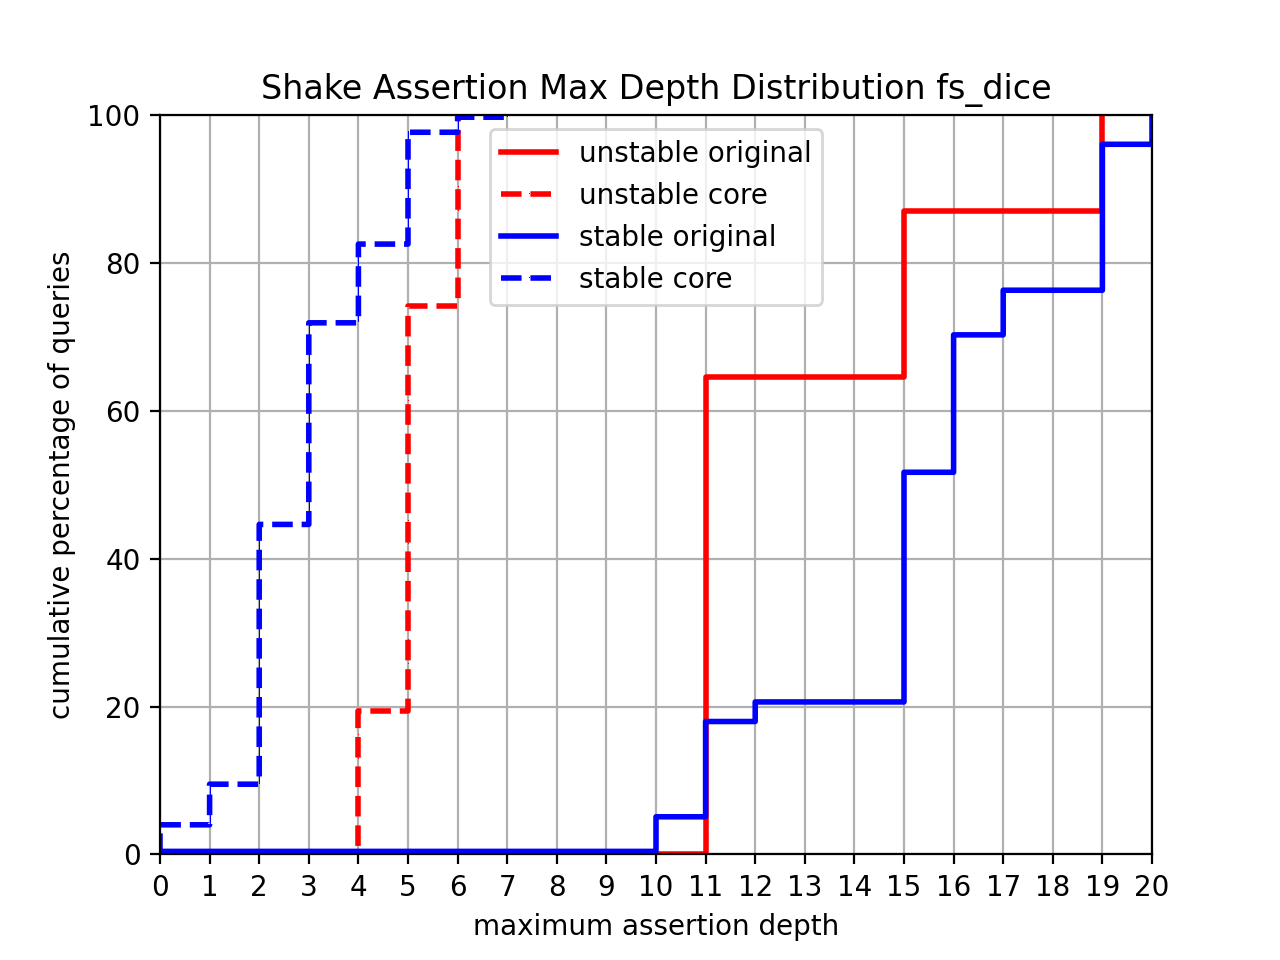 Shake Assertion Max Depth Distribution fs_dice
100
80
60
40
20
0
cumulative percentage of queries
unstable original
unstable core
stable original
stable core
0 1 2 3 4 5 6 7 8 9 10 11 12 13 14 15 16 17 18 19 20
maximum assertion depth